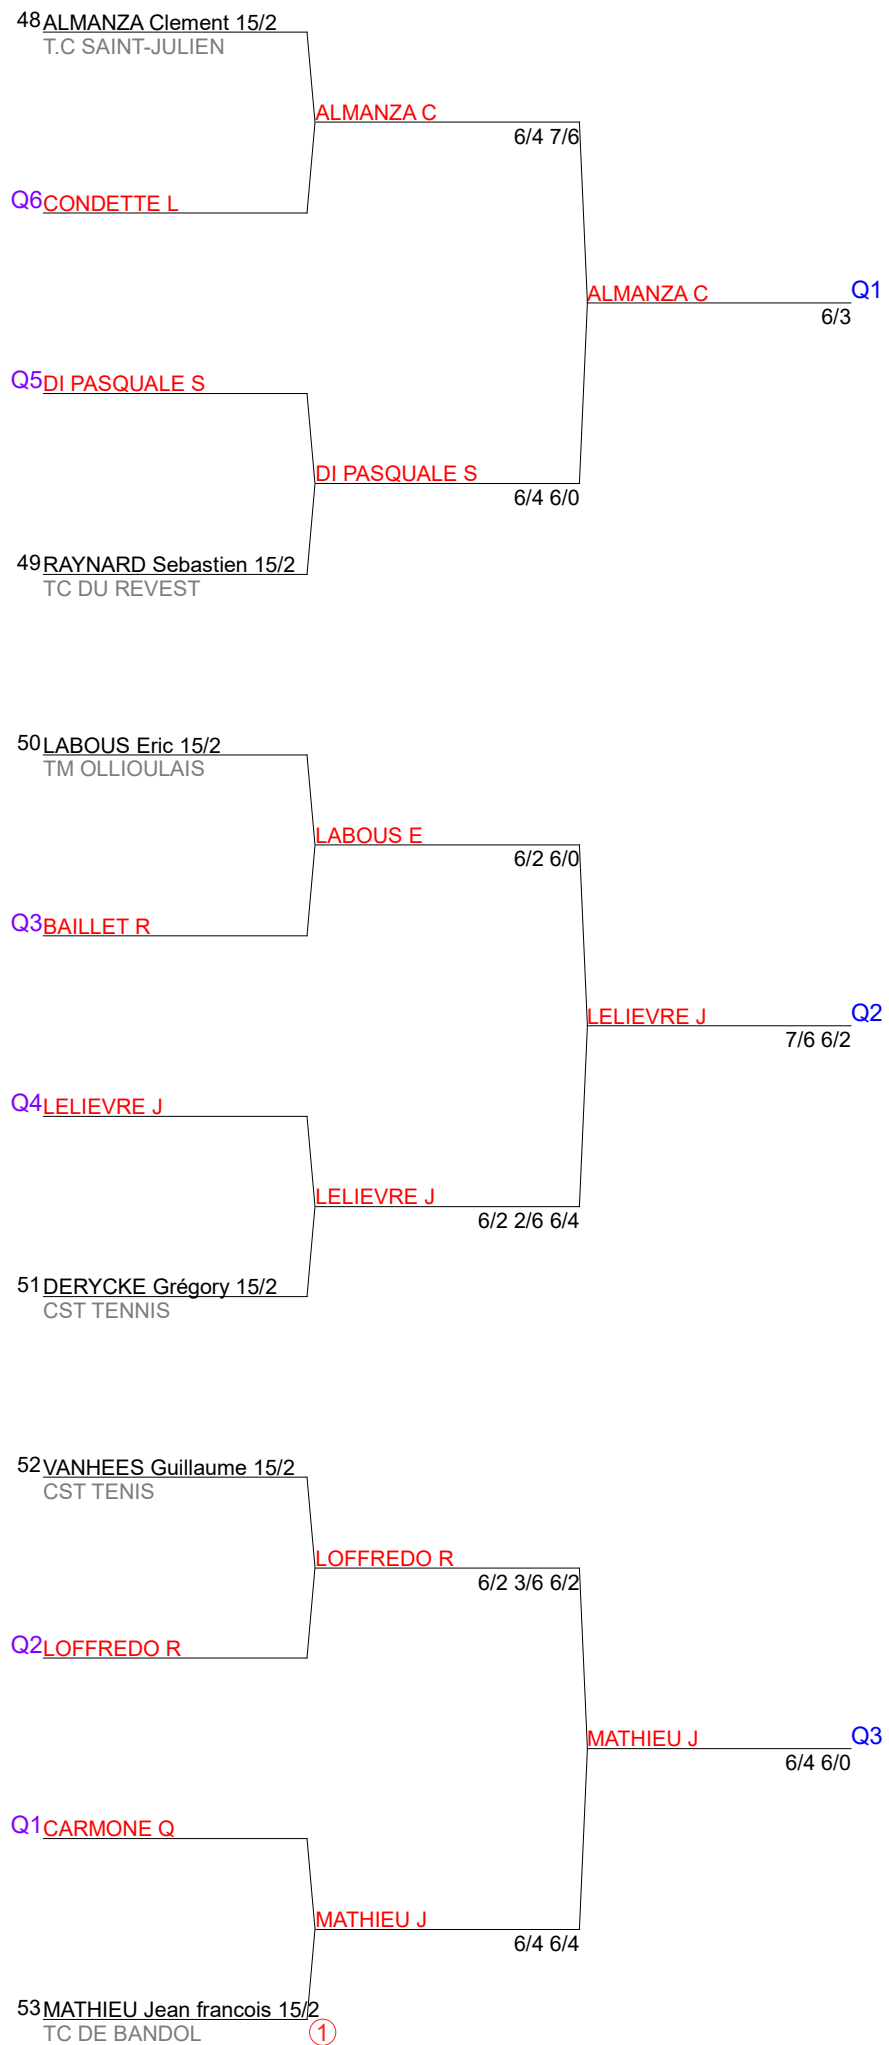 48 ALMANZA Clement 15/2
T.C SAINT-JULIEN
ALMANZA C
6/4 7/6
Q6 CONDETTE L
ALMANZA C Q1
6/3
Q5 DI PASQUALE S
DI PASQUALE S
6/4 6/0
49 RAYNARD Sebastien 15/2
TC DU REVEST
50 LABOUS Eric 15/2
TM OLLIOULAIS
LABOUS E
6/2 6/0
Q3 BAILLET R
LELIEVRE J Q2
7/6 6/2
Q4 LELIEVRE J
LELIEVRE J
6/2 2/6 6/4
51 DERYCKE Grégory 15/2
CST TENNIS
52 VANHEES Guillaume 15/2
CST TENIS
LOFFREDO R
6/2 3/6 6/2
Q2 LOFFREDO R
MATHIEU J Q3
6/4 6/0
Q1 CARMONE Q
MATHIEU J
6/4 6/4
53 MATHIEU Jean francois 15/2
TC DE BANDOL ①